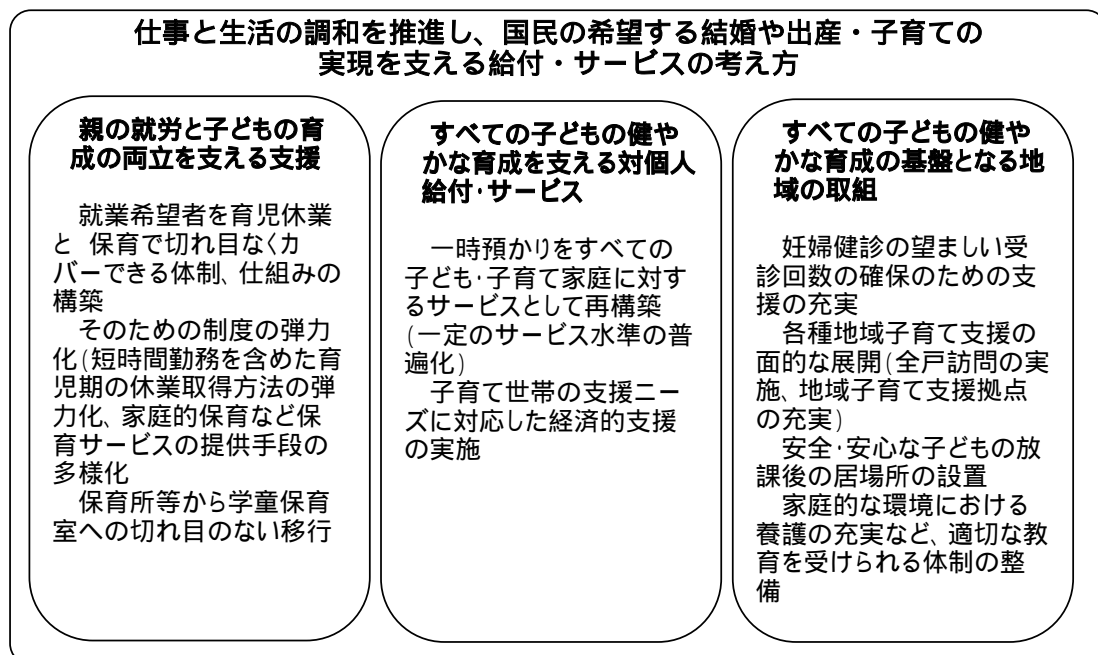 仕事と生活の調和を推進し、国民の希望する結婚や出産・子育ての
実現を支える給付・サービスの考え方
親の就労と子どもの育
成の両立を支える支援
就業希望者を育児休業
と 保育で切れ目なくカ
バーできる体制、仕組みの
構築
そのための制度の弾力
化(短時間勤務を含めた育
児期の休業取得方法の弾
力化、家庭的保育など保
育サービスの提供手段の
多様化
保育所等から学童保育
室への切れ目のない移行
すべての子どもの健や
かな育成を支える対個人
給付・サービス
一時預かりをすべての
子ども・子育て家庭に対す
るサービスとして再構築
(一定のサービス水準の普
遍化)
子育て世帯の支援ニー
ズに対応した経済的支援
の実施
すべての子どもの健や
かな育成の基盤となる地
域の取組
妊婦健診の望ましい受
診回数の確保のための支
援の充実
各種地域子育て支援の
面的な展開(全戸訪問の実
施、地域子育て支援拠点
の充実)
安全・安心な子どもの放
課後の居場所の設置
家庭的な環境における
養護の充実など、適切な教
育を受けられる体制の整
備